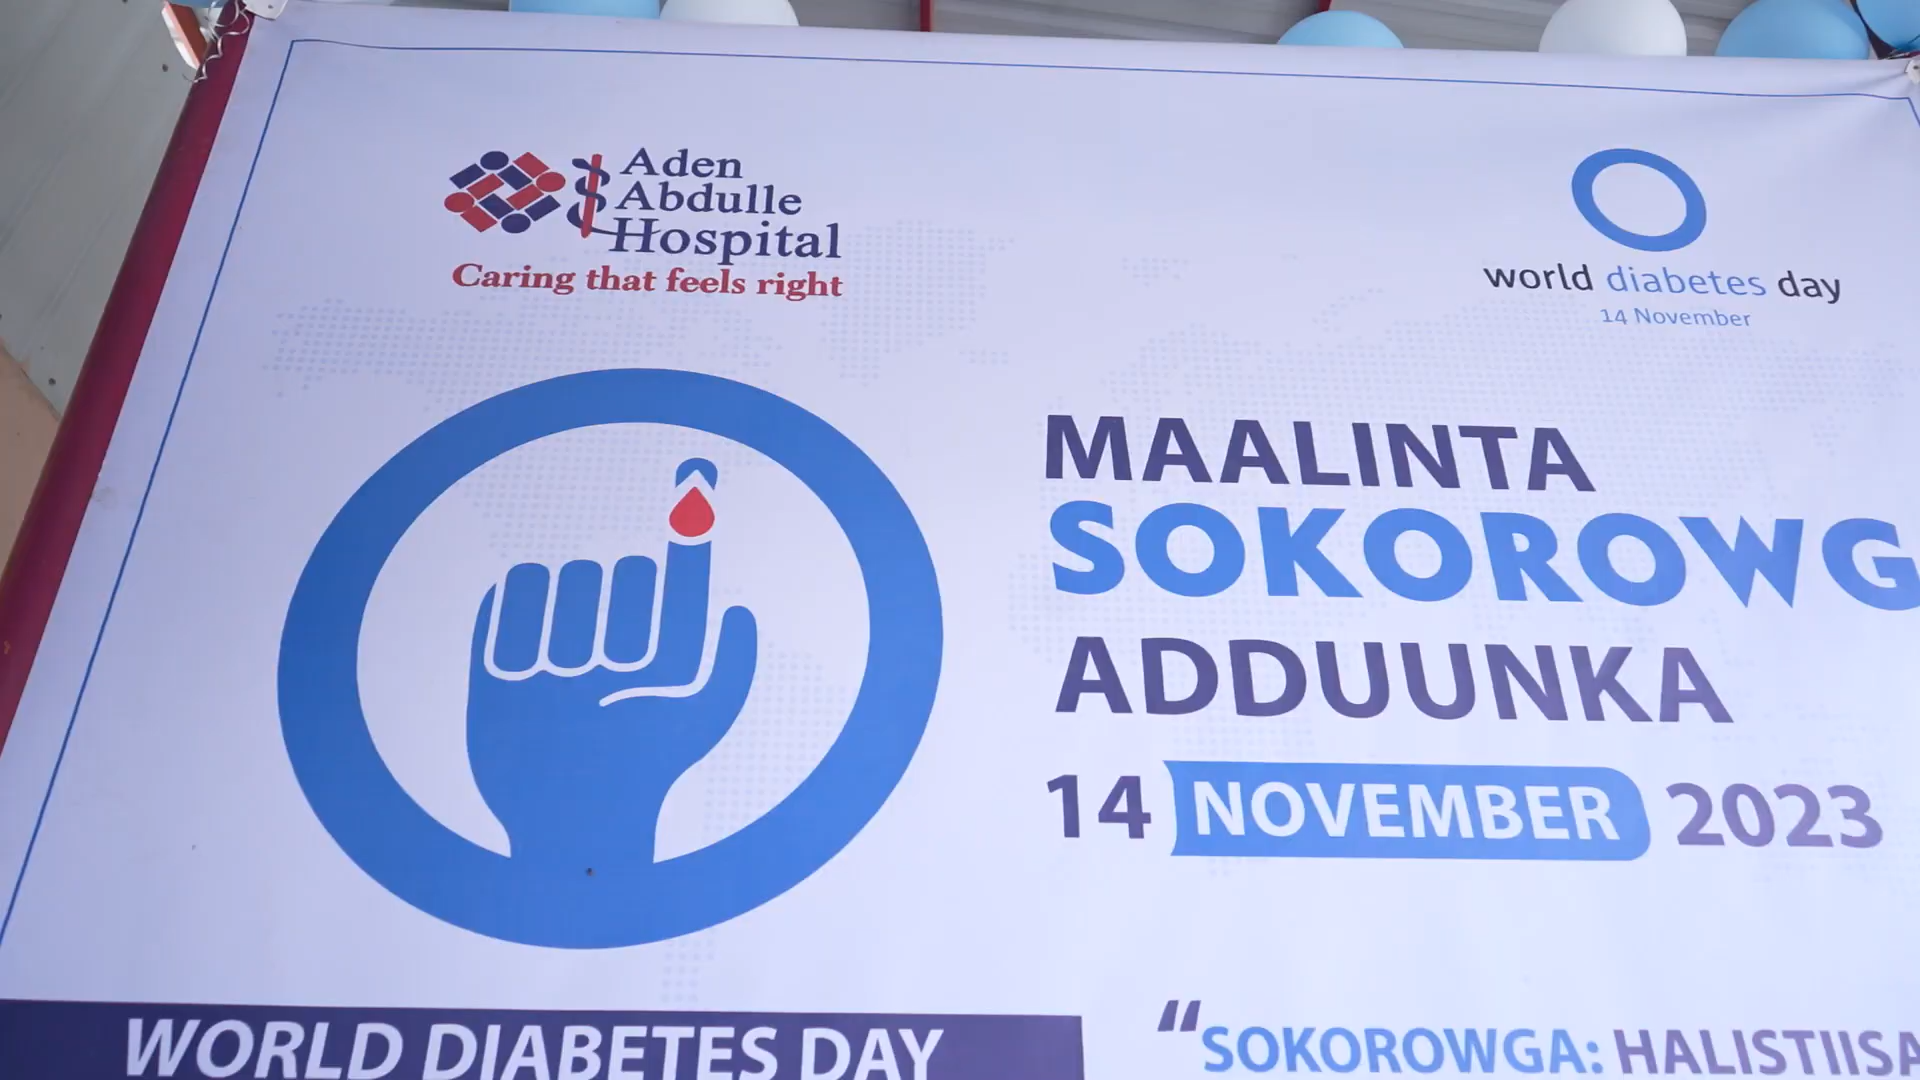 Aden
Abdulle
Hospital
Caring that feels right
world diabetes day
14 November
MAALINTA
SOKOROWG
ADDUUNKA
14 NOVEMBER 2023
WORLD DIABETES DAY
“SOKOROWGA: HALISTIISA